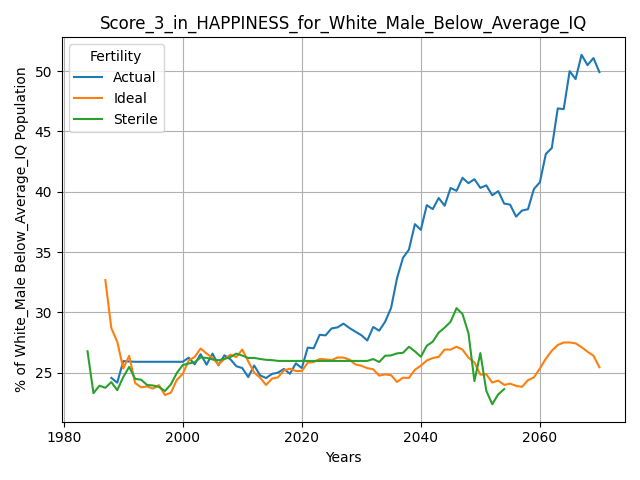 Score_3_in_HAPPINESS_for_White_Male_Below_Average_IQ
% of White_Male Below_Average_IQ Population
50
45
40
35
30
25
Fertility
Actual
Ideal
Sterile
1980
2000
2020
2040
2060
Years